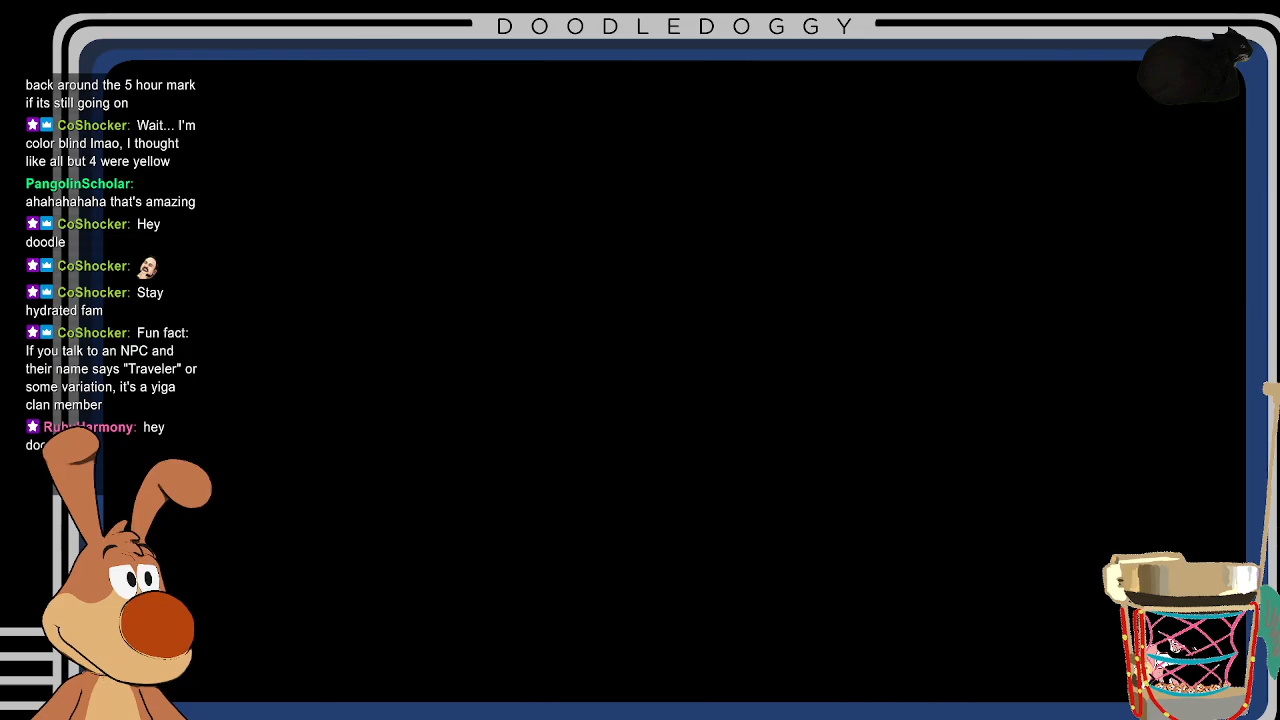 DOODLEDOGGY
back around the 5 hour mark
if its still going on
CoShocker: Wait... I'm
color blind lmao, I thought
like all but 4 were yellow
PangolinScholar:
ahahahahaha that's amazing
CoShocker: Hey
doodle
CoShocker:
CoShocker: Stay
hydrated fam
CoShocker: Fun fact:
If you talk to an NPC and
their name says "Traveler" or
some variation, it's a yiga
clan member
RubyHarmony: hey